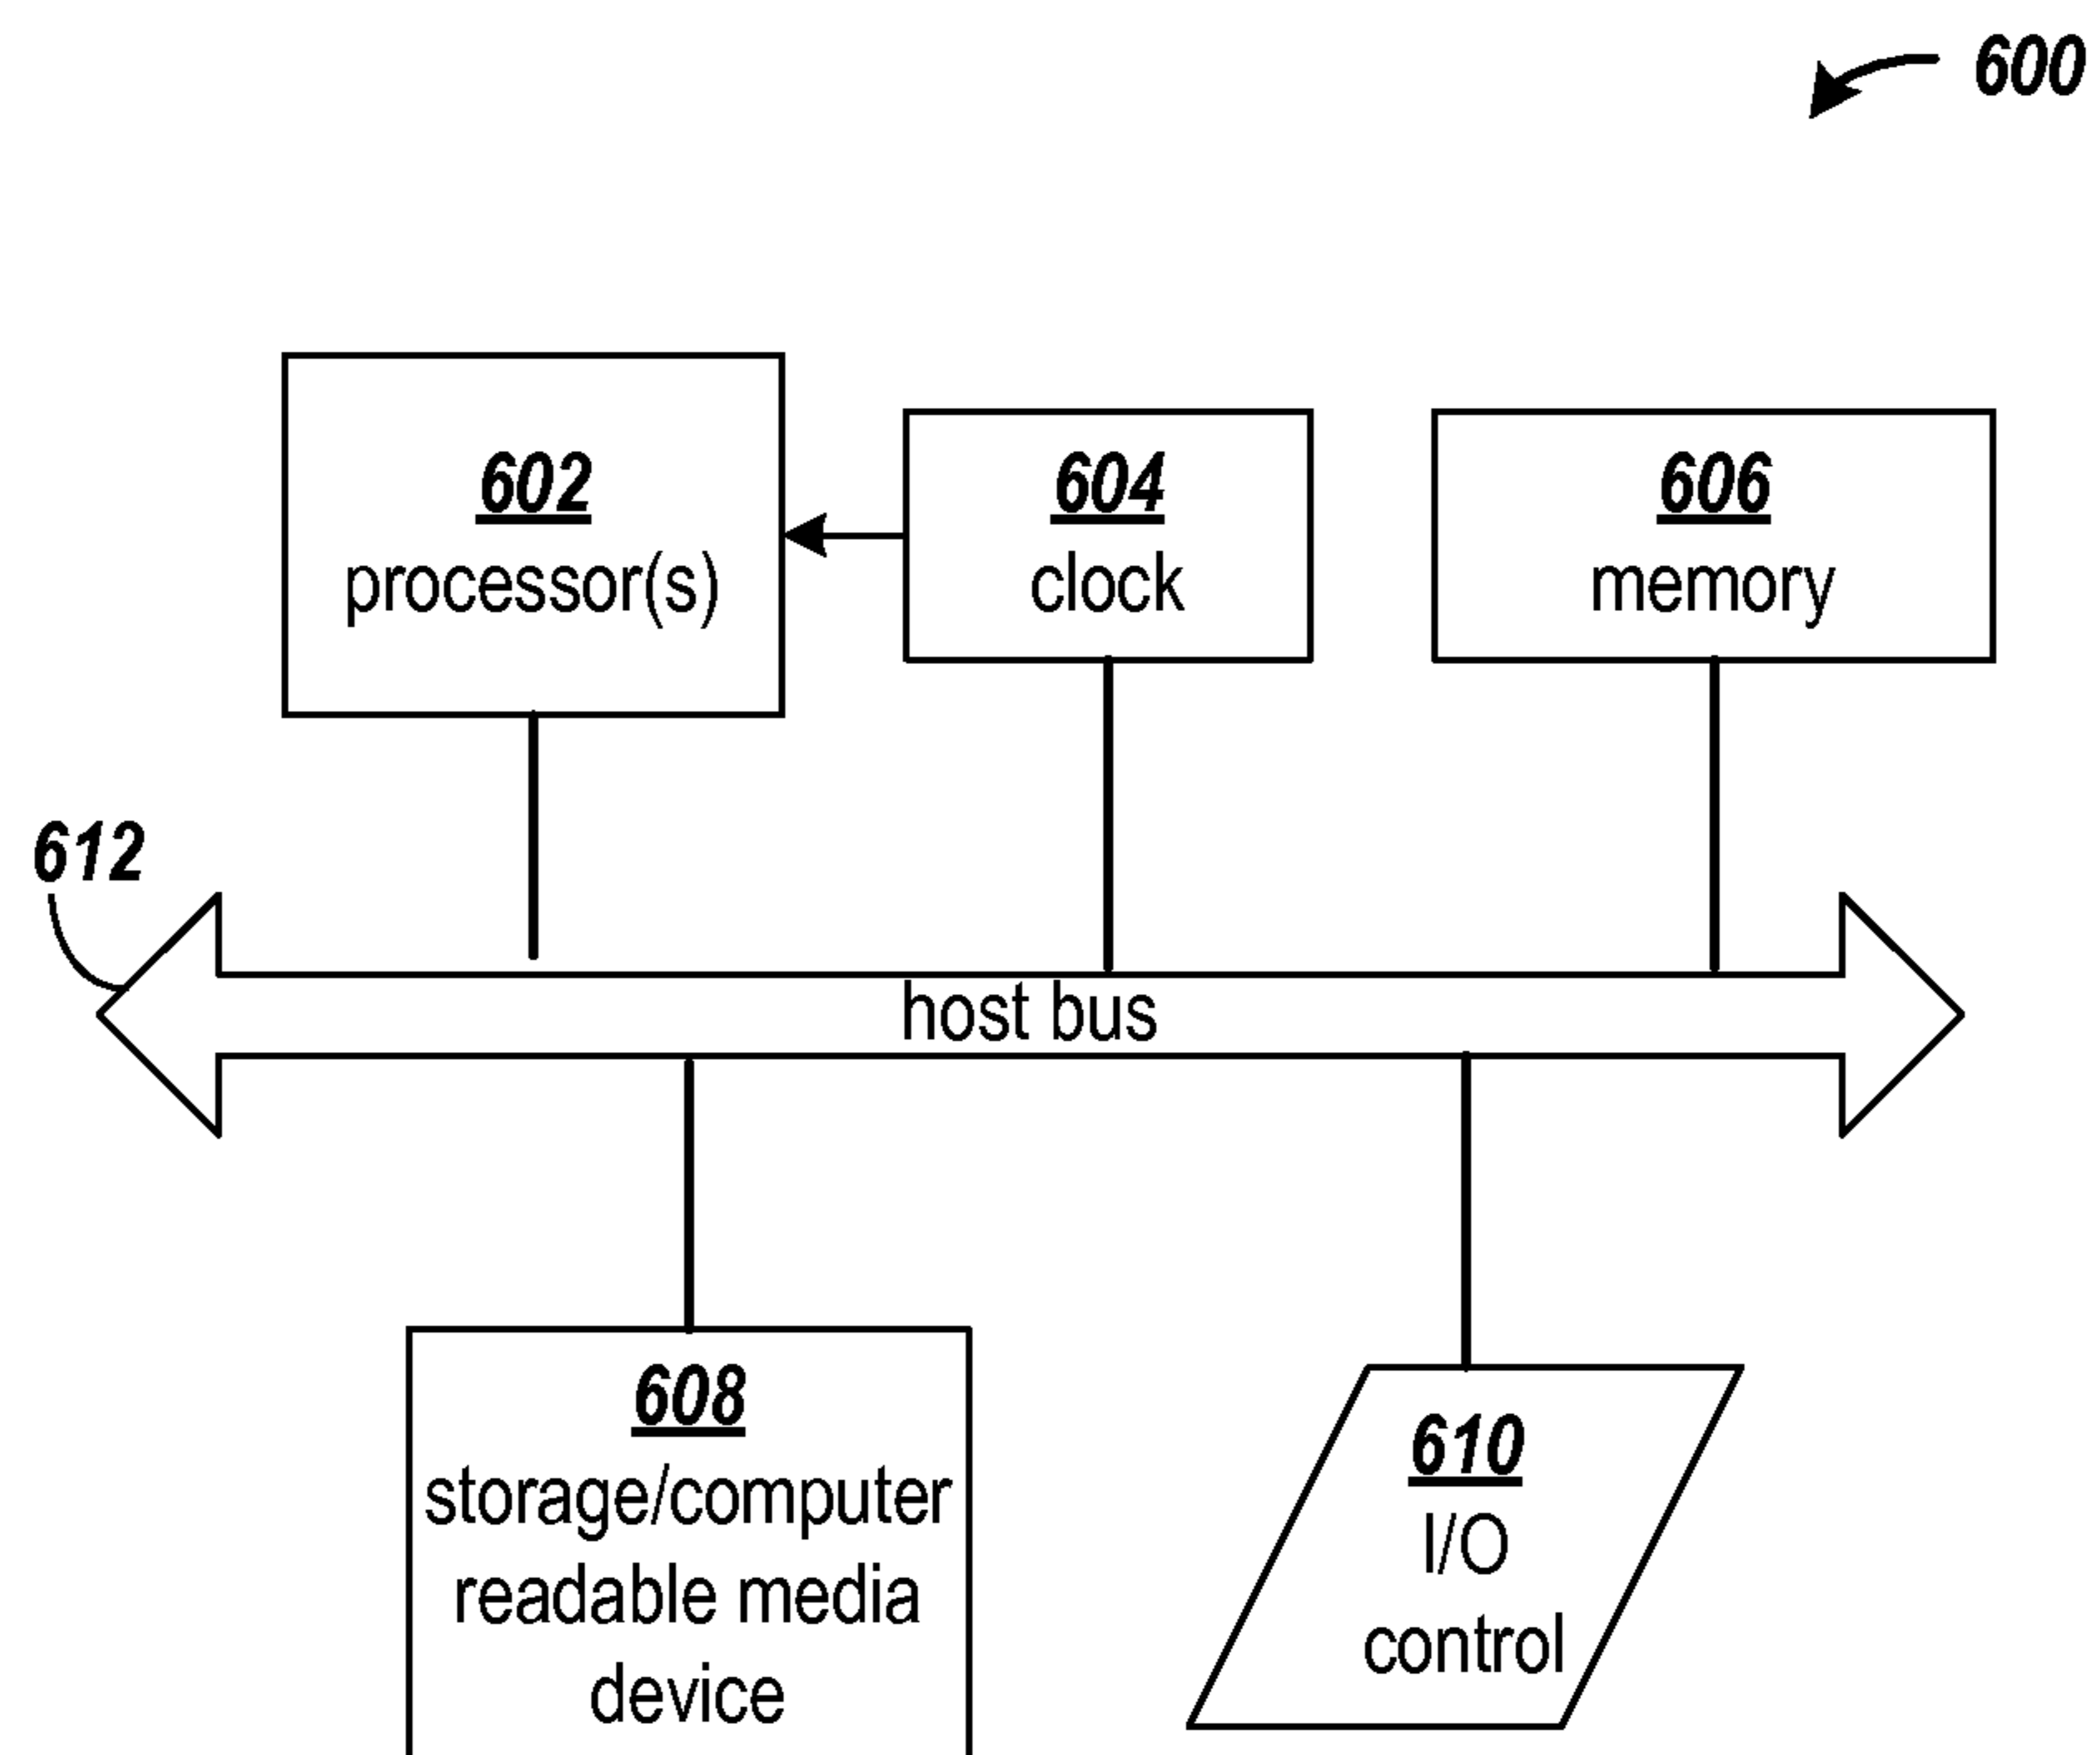 600
602
processor(s)
604
clock
606
memory
612
host bus
608
storage/computer
readable media
device
610
I/O
control